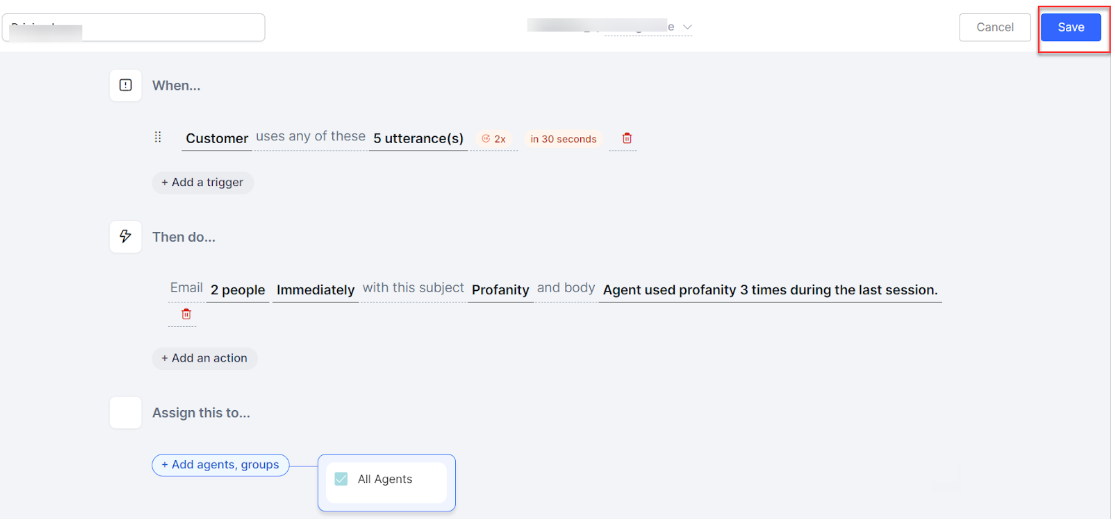 Cancel Save
When...
Customer uses any of these 5 utterance(s) 2x in 30 seconds
+ Add a trigger
Then do...
Email 2 people Immediately with this subject Profanity and body Agent used profanity 3 times during the last session.
+ Add an action
Assign this to...
+ Add agents, groups All Agents